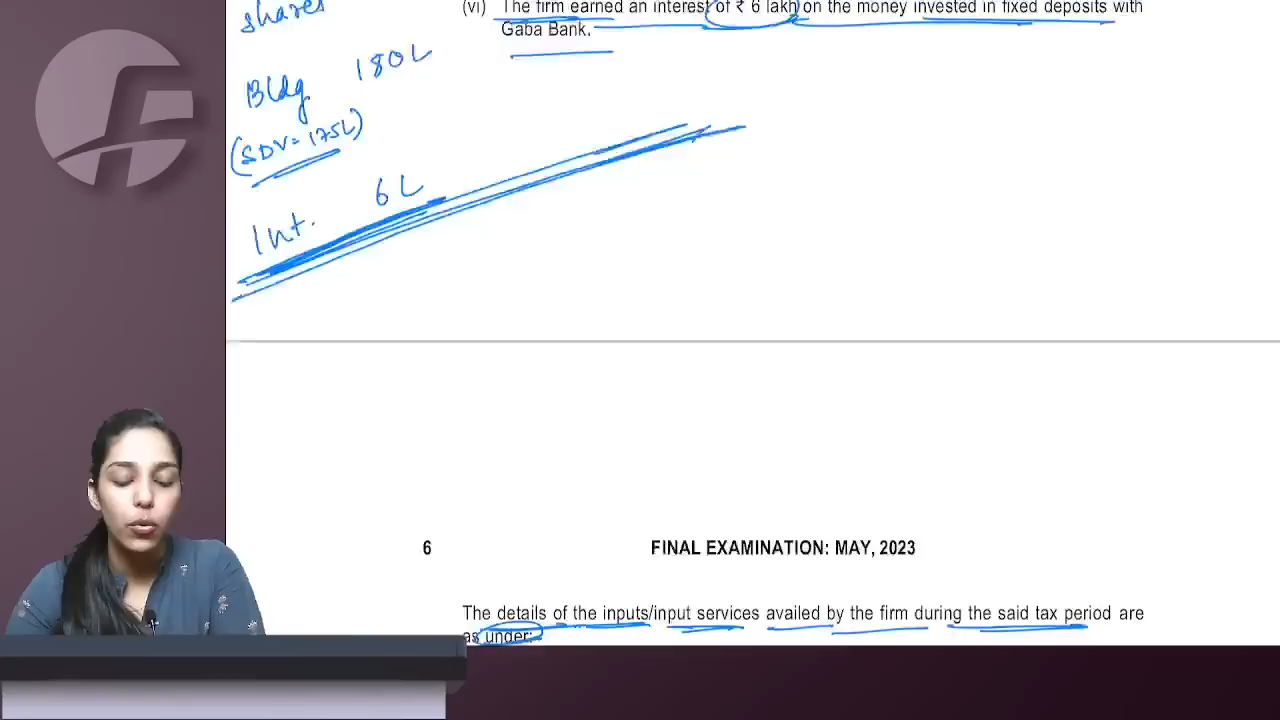 shares
(vi) The firm earned an interest of ₹ 6 lakh on the money invested in fixed deposits with
Gaba Bank.
Bldg 180L
(SDV=175L)
Int. 6L
6 FINAL EXAMINATION: MAY, 2023
The details of the inputs/input services availed by the firm during the said tax period are
as under: